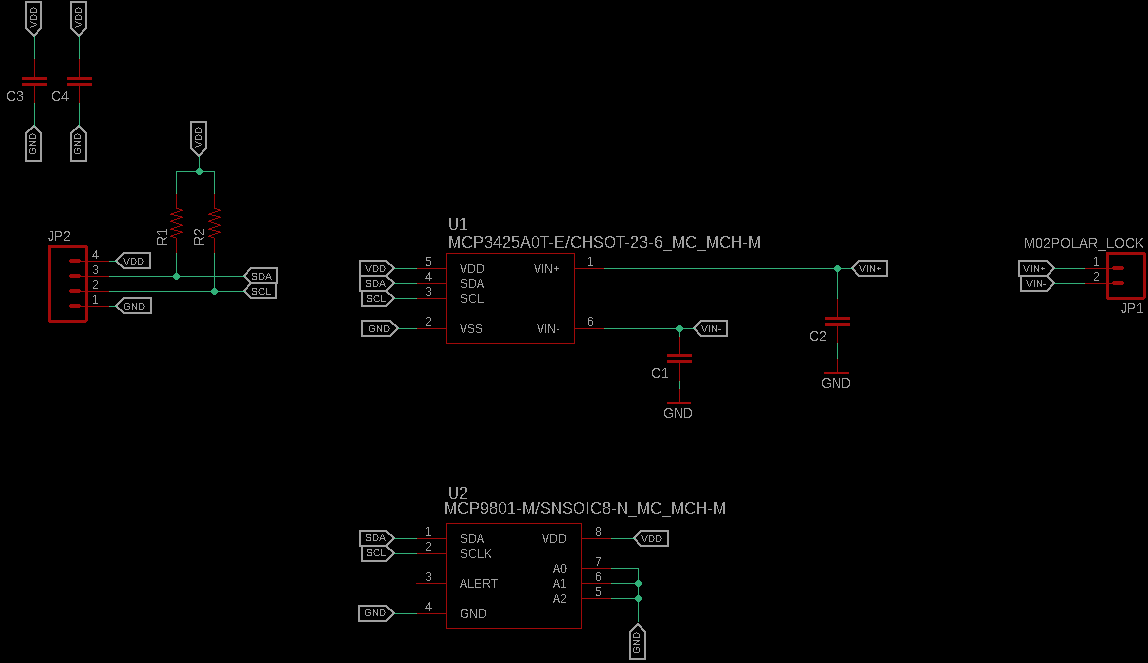 VDD
VDD
C3
C4
GND
GND
VDD
R1
R2
JP2
4
VDD
3
SDA
2
SCL
1
GND
U1
MCP3425A0T-E/CHSOT-23-6_MC_MCH-M
VDD 5 VDD VIN+ 1 VIN+
SDA 4 SDA
SCL 3 SCL
GND 2 VSS VIN- 6 VIN-
C2
GND
C1
GND
M02POLAR_LOCK
VIN+ 1
VIN- 2
JP1
U2
MCP9801-M/SNSOIC8-N_MC_MCH-M
SDA 1 SDA VDD 8 VDD
SCL 2 SCLK
A0 7
3 ALERT A1 6
A2 5
GND 4 GND
GND